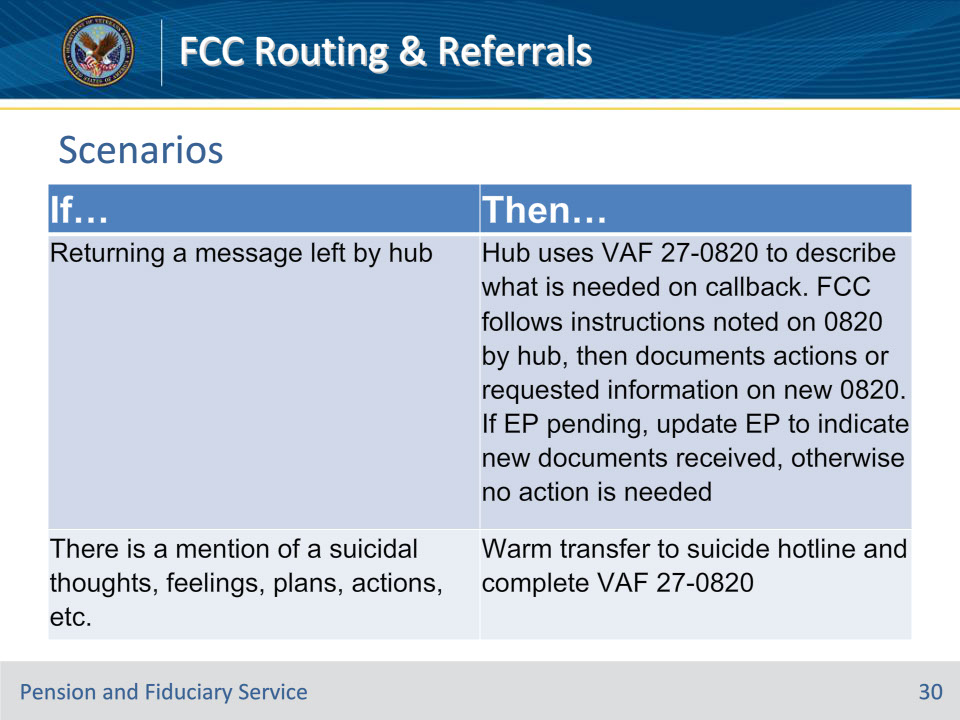 FCC Routing & Referrals
Scenarios
If…
Then…
Returning a message left by hub
Hub uses VAF 27-0820 to describe
what is needed on callback. FCC
follows instructions noted on 0820
by hub, then documents actions or
requested information on new 0820.
If EP pending, update EP to indicate
new documents received, otherwise
no action is needed
There is a mention of a suicidal
thoughts, feelings, plans, actions,
etc.
Warm transfer to suicide hotline and
complete VAF 27-0820
Pension and Fiduciary Service
30